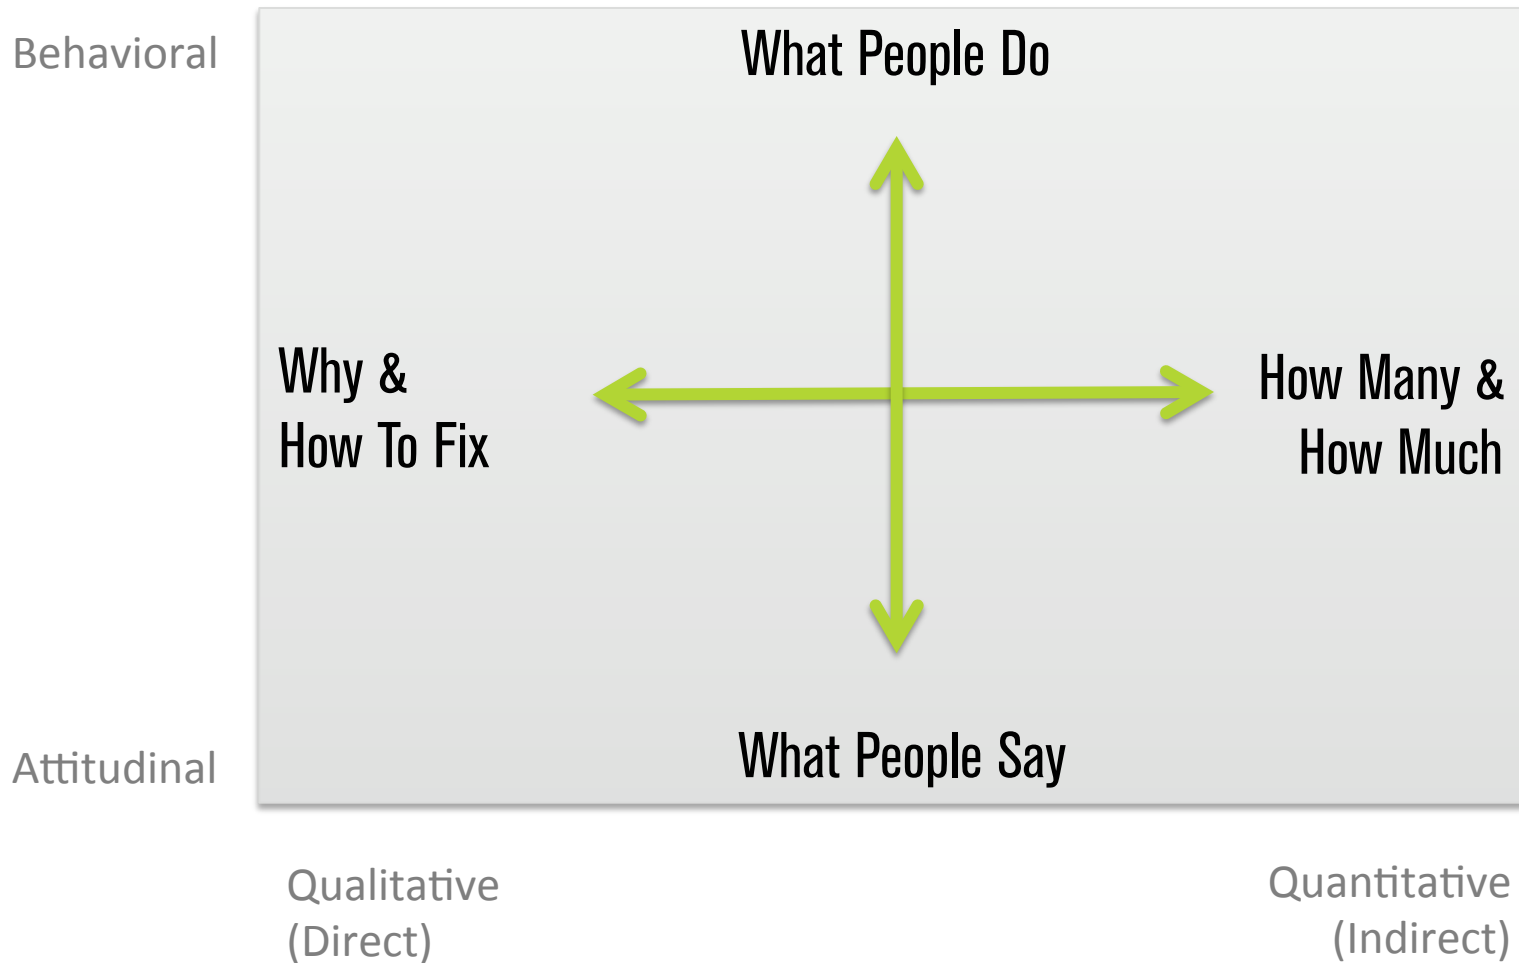 Behavioral
What People Do
Why &
How To Fix
How Many &
How Much
What People Say
Attitudinal
Qualitative
(Direct)
Quantitative
(Indirect)